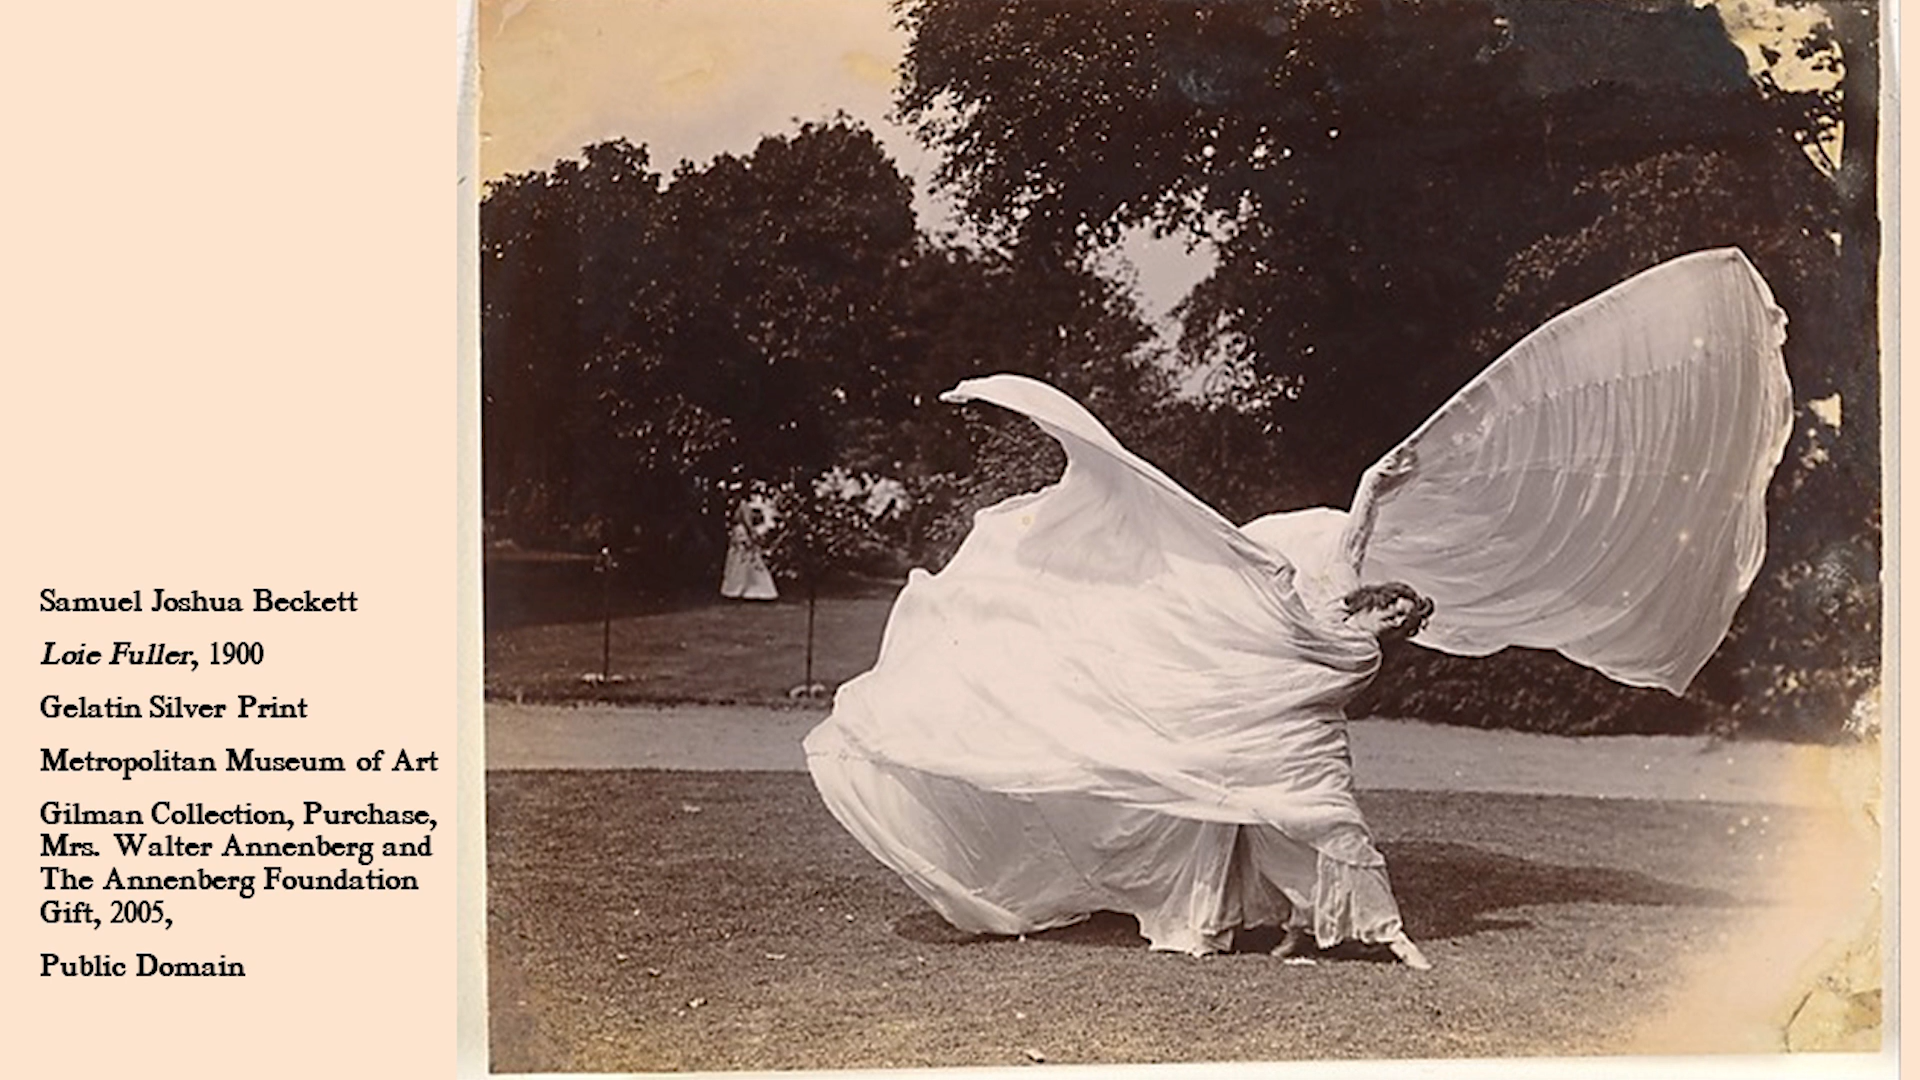 Samuel Joshua Beckett
Loie Fuller, 1900
Gelatin Silver Print
Metropolitan Museum of Art
Gilman Collection, Purchase,
Mrs. Walter Annenberg and
The Annenberg Foundation
Gift, 2005,
Public Domain